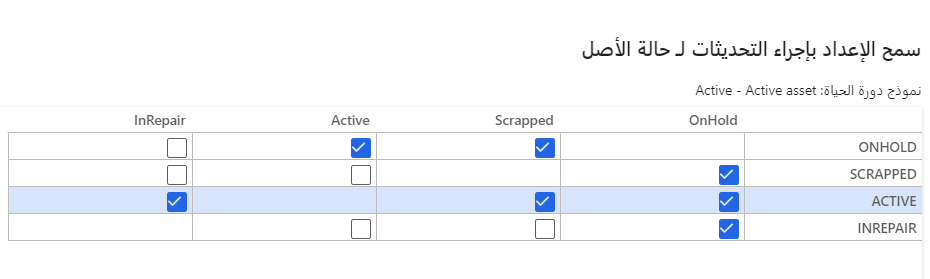 سمح الإعداد بإجراء التحديثات لـ حالة الأصل
نموذج دورة الحياة: Active - Active asset
OnHold Scrapped Active InRepair
ONHOLD
SCRAPPED
ACTIVE
INREPAIR